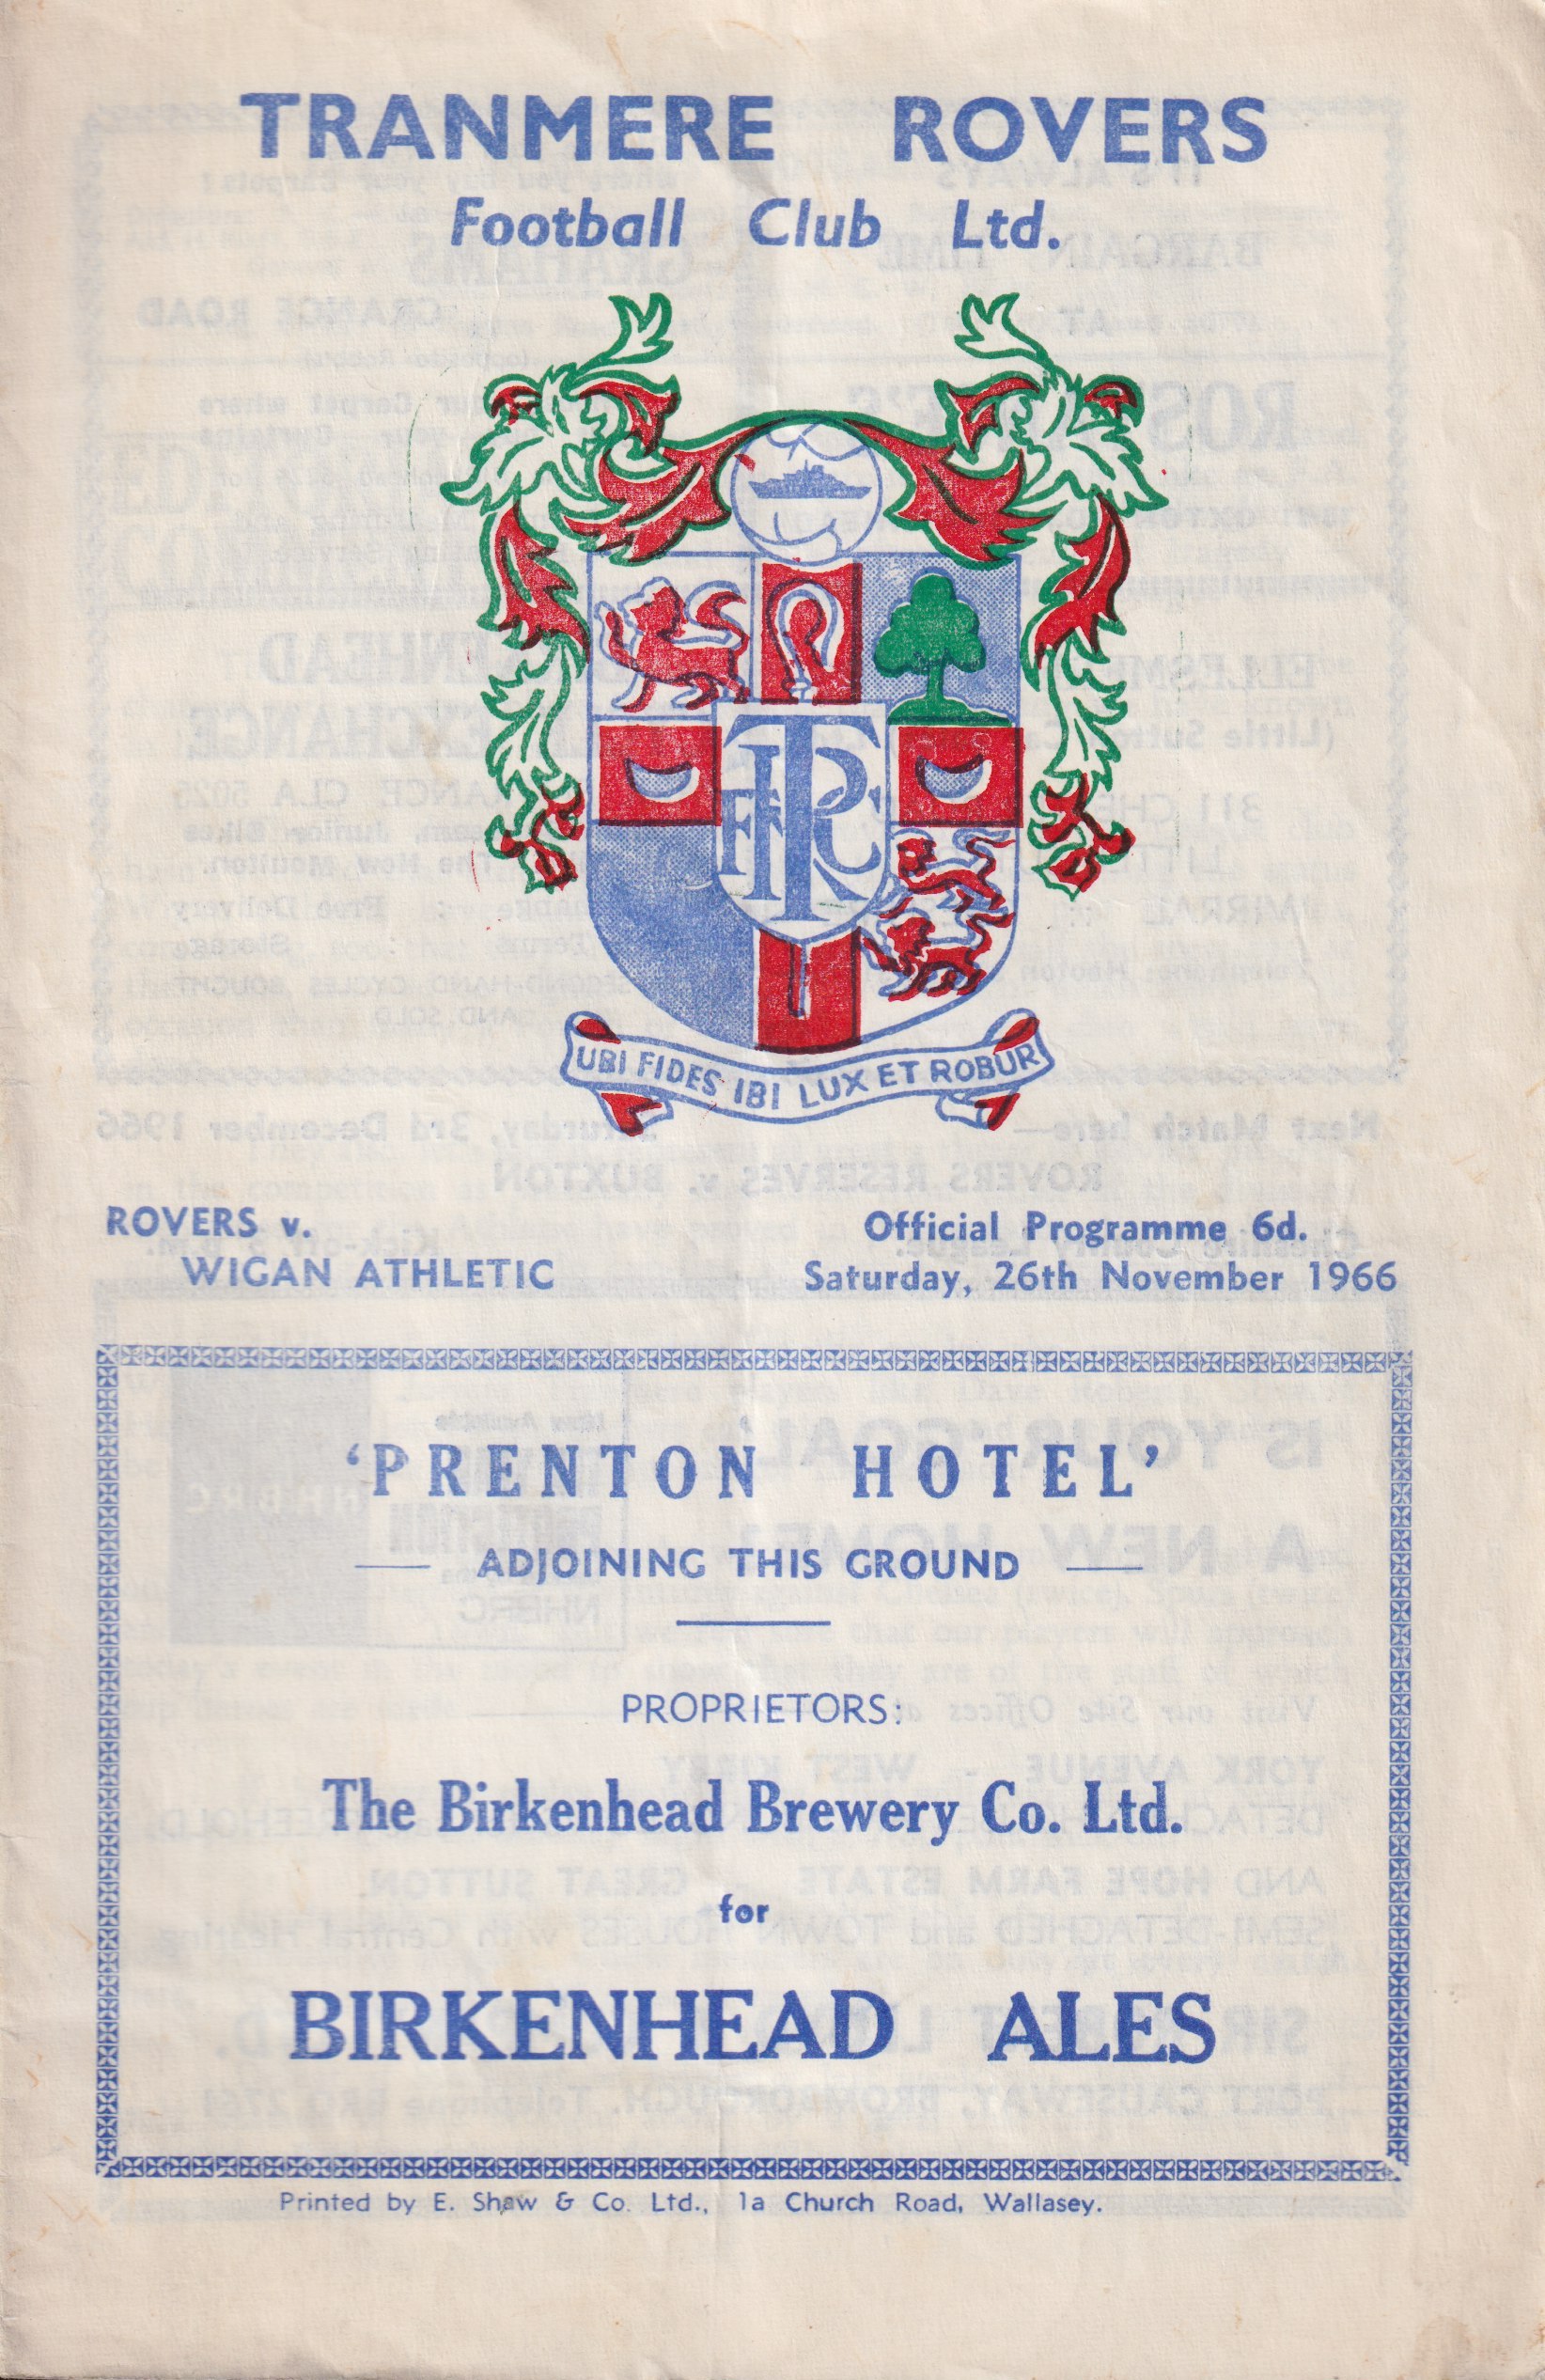 TRANMERE ROVERS
Football Club Ltd.
TRFC
UBI FIDES IBI LUX ET ROBUR
ROVERS v.
WIGAN ATHLETIC
Official Programme 6d.
Saturday, 26th November 1966
'PRENTON HOTEL'
ADJOINING THIS GROUND
PROPRIETORS:
The Birkenhead Brewery Co. Ltd.
for
BIRKENHEAD ALES
Printed by E. Shaw & Co. Ltd., 1a Church Road, Wallasey.